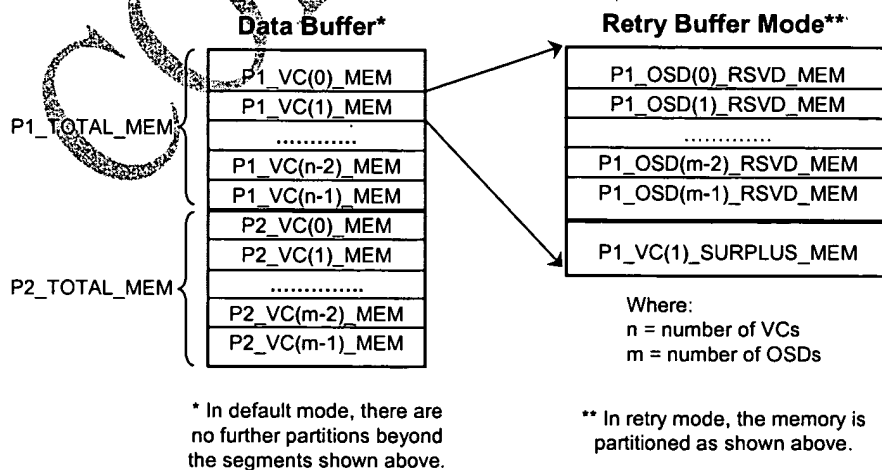 Data Buffer*
P1_VC(0)_MEM
P1_VC(1)_MEM
............
P1_VC(n-2)_MEM
P1_VC(n-1)_MEM
P2_VC(0)_MEM
P2_VC(1)_MEM
..............
P2_VC(m-2)_MEM
P2_VC(m-1)_MEM
P1_TOTAL_MEM
P2_TOTAL_MEM
* In default mode, there are
no further partitions beyond
the segments shown above.
Retry Buffer Mode**
P1_OSD(0)_RSVD_MEM
P1_OSD(1)_RSVD_MEM
.............
P1_OSD(m-2)_RSVD_MEM
P1_OSD(m-1)_RSVD_MEM
P1_VC(1)_SURPLUS_MEM
Where:
n = number of VCs
m = number of OSDs
** In retry mode, the memory is
partitioned as shown above.